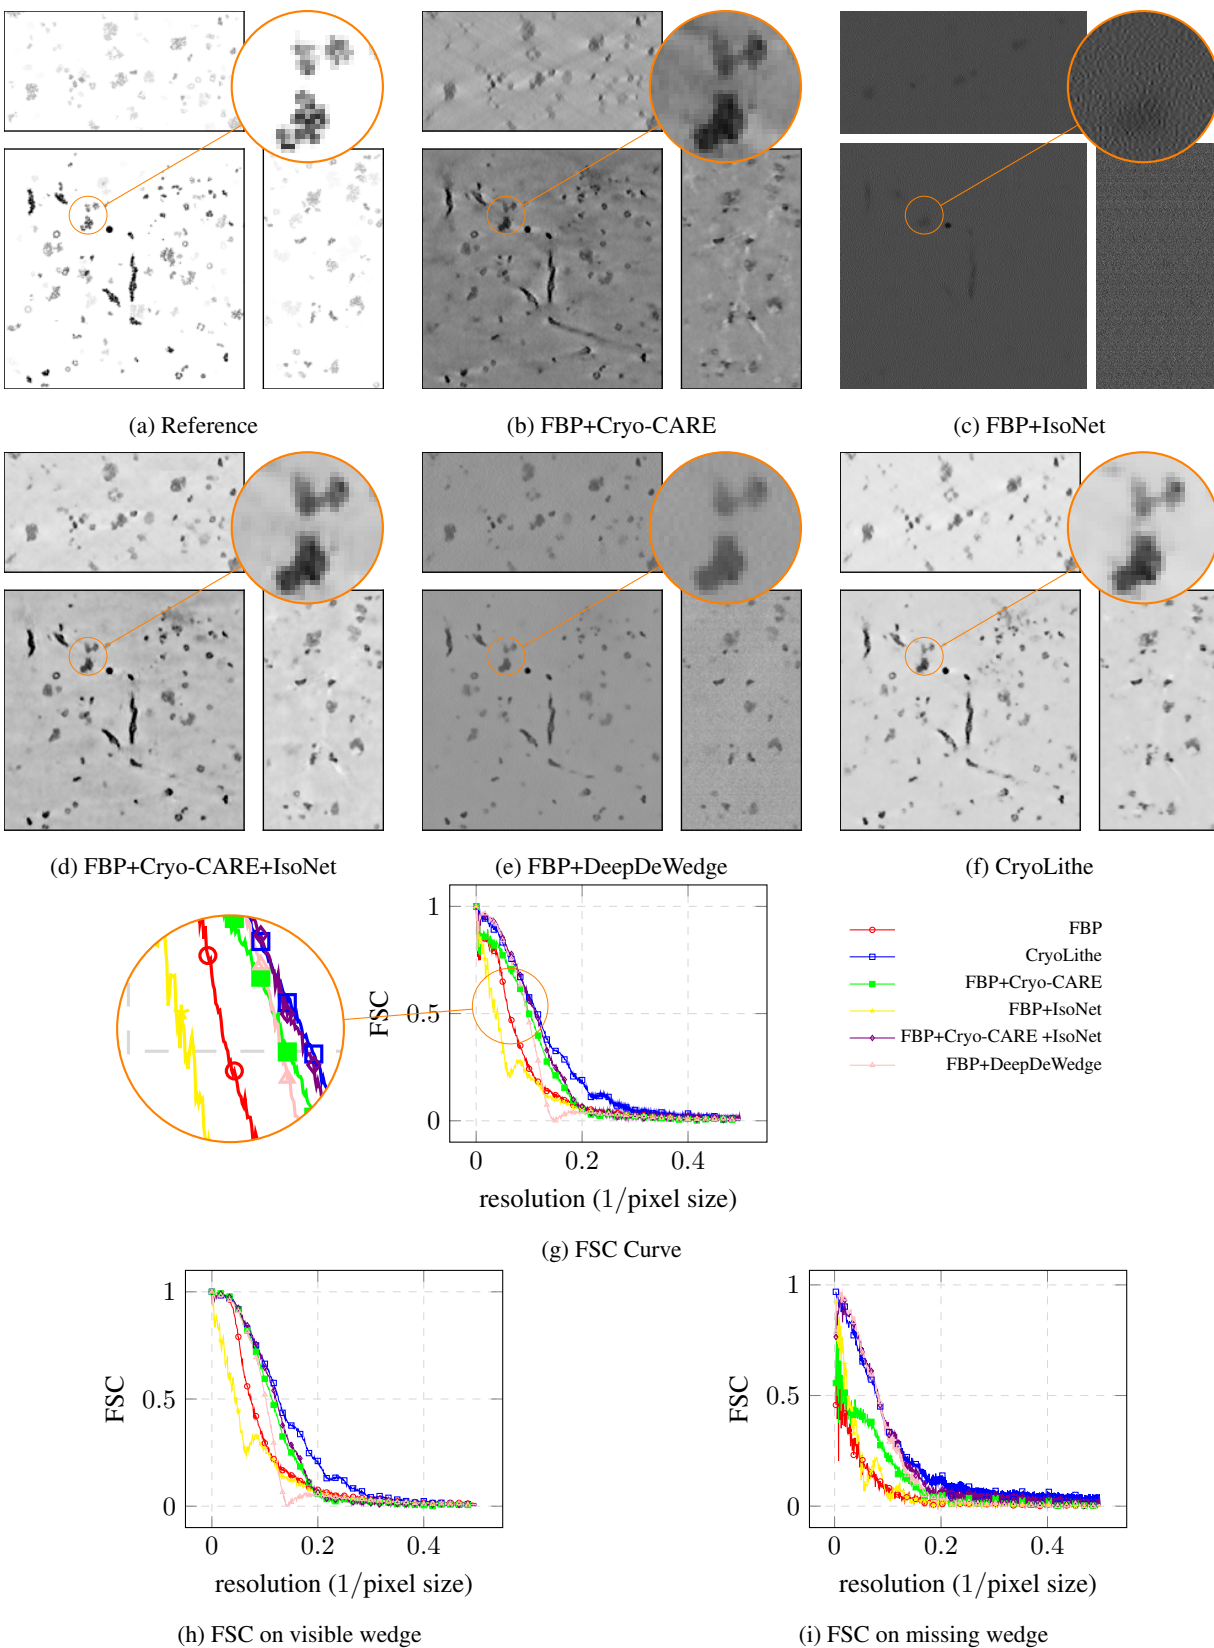 (a) Reference
(b) FBP+Cryo-CARE
(c) FBP+IsoNet
(d) FBP+Cryo-CARE+IsoNet
(e) FBP+DeepDeWedge
(f) CryoLithe
1
0.5
0
FSC
0
0.2
0.4
resolution (1/pixel size)
FBP
CryoLithe
FBP+Cryo-CARE
FBP+IsoNet
FBP+Cryo-CARE +IsoNet
FBP+DeepDeWedge
(g) FSC Curve
1
0.5
0
FSC
0
0.2
0.4
resolution (1/pixel size)
(h) FSC on visible wedge
1
0.5
0
FSC
0
0.2
0.4
resolution (1/pixel size)
(i) FSC on missing wedge